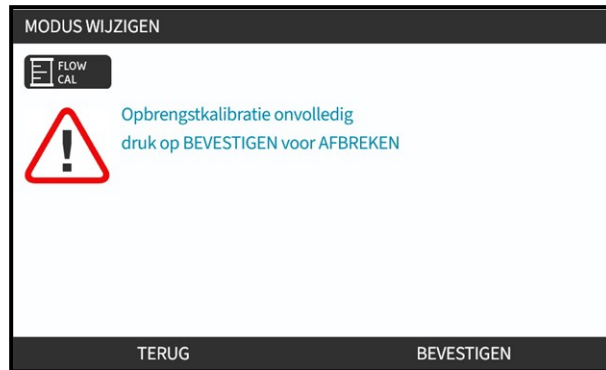 MODUS WIJZIGEN
FLOW
CAL
Opbrengstkalibratie onvolledig
druk op BEVESTIGEN voor AFBREKEN
TERUG
BEVESTIGEN